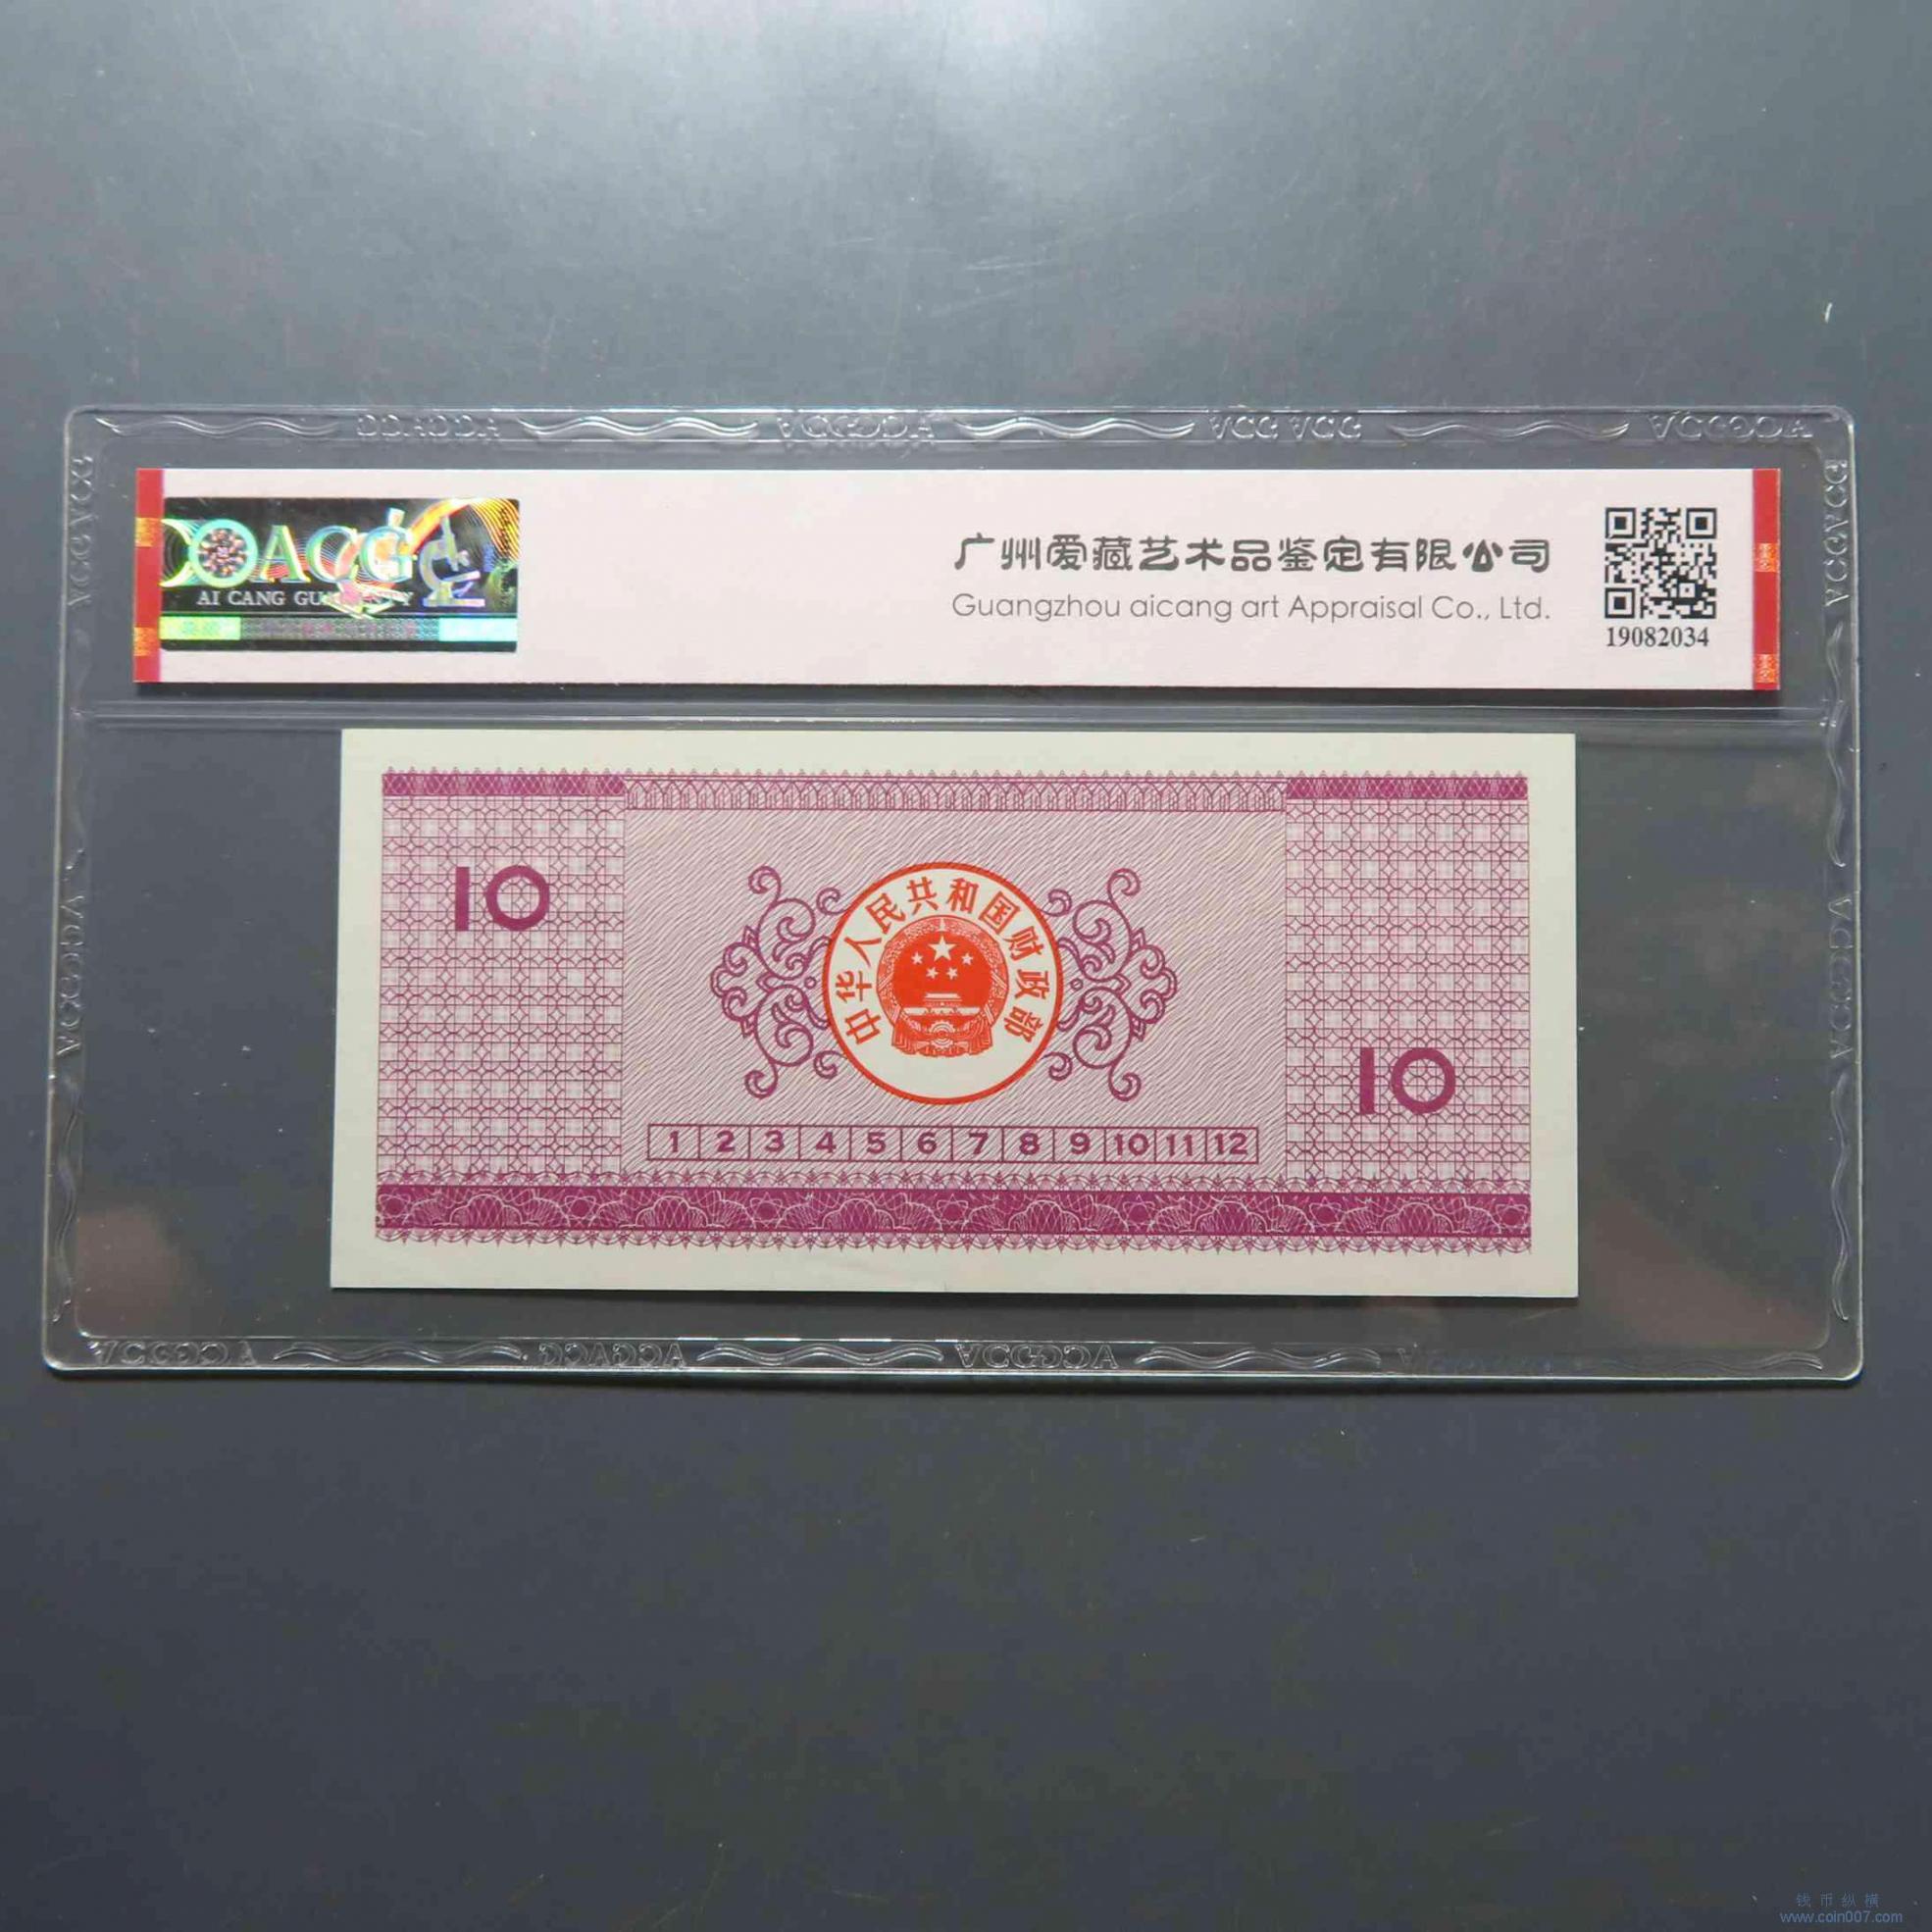 ACG
AI CANG GUARANTY
广州爱藏艺术品鉴定有限公司
Guangzhou aicang art Appraisal Co., Ltd.
19082034
10
中华人民共和国财政部
10
1 2 3 4 5 6 7 8 9 10 11 12
钱币纵横
www.coin007.com